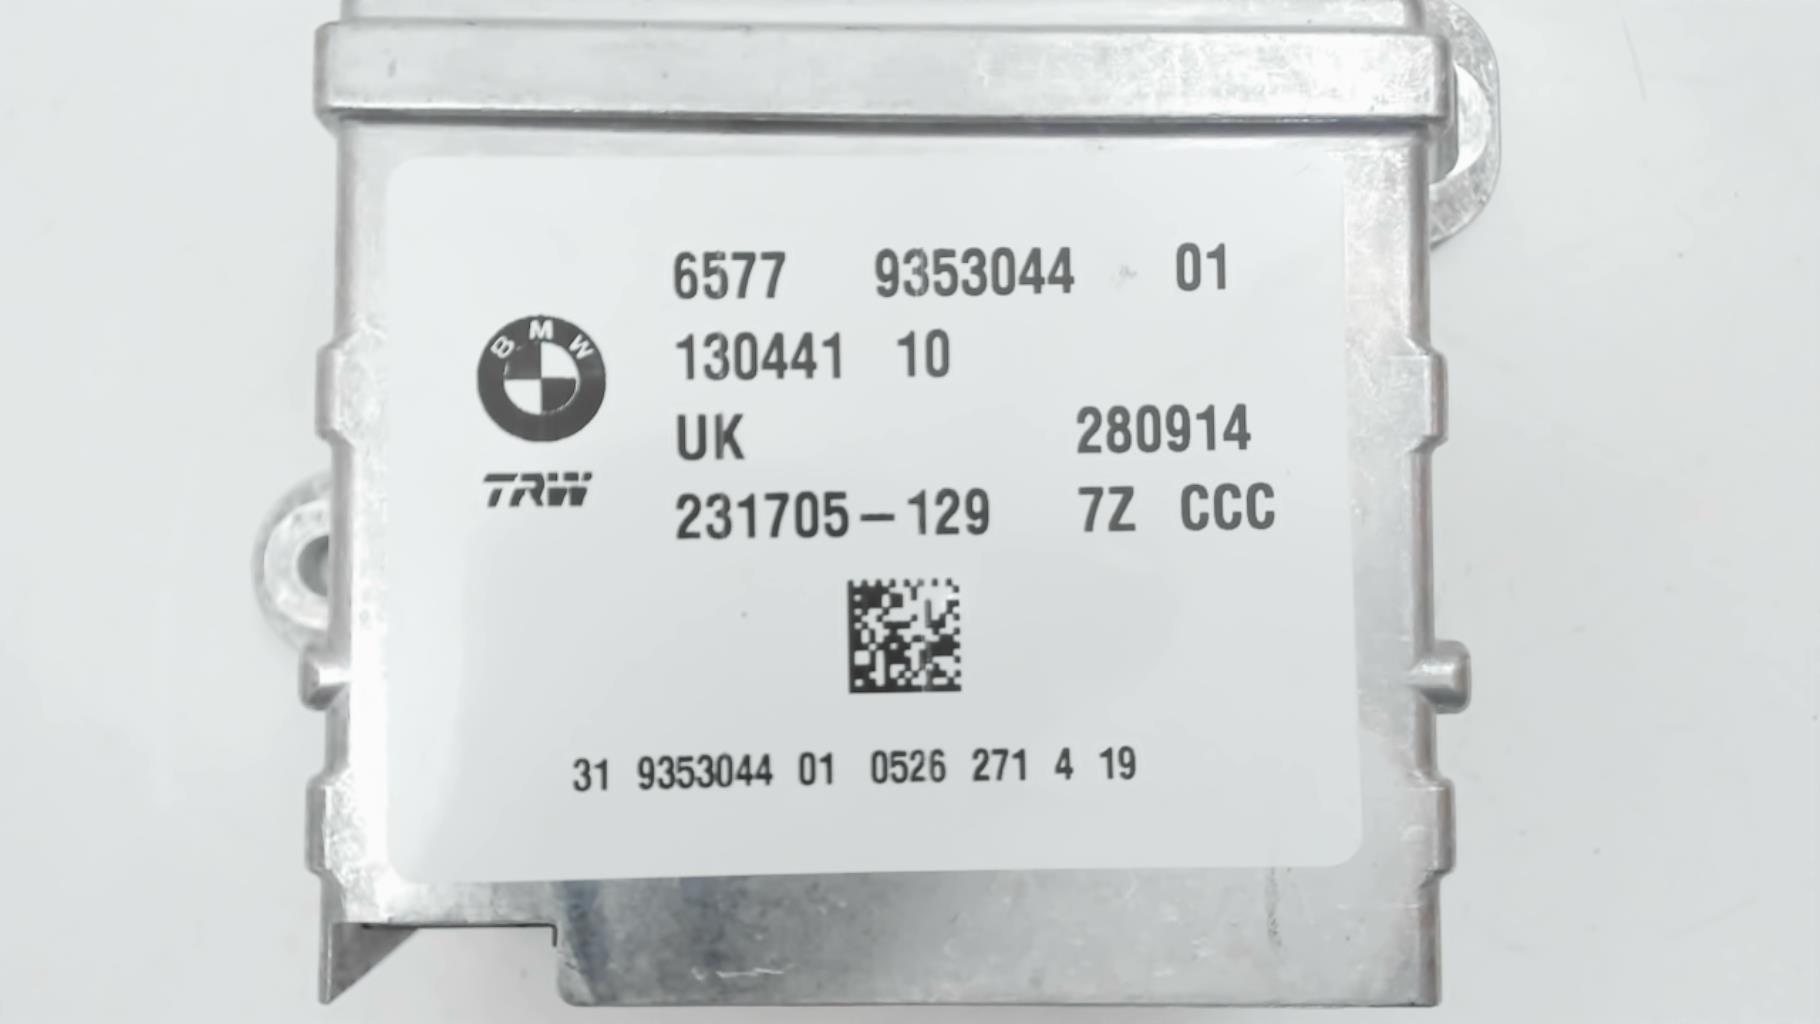 6577 9353044 01
130441 10
BMW
UK 280914
TRW
231705-129 7Z CCC
31 9353044 01 0526 271 4 19